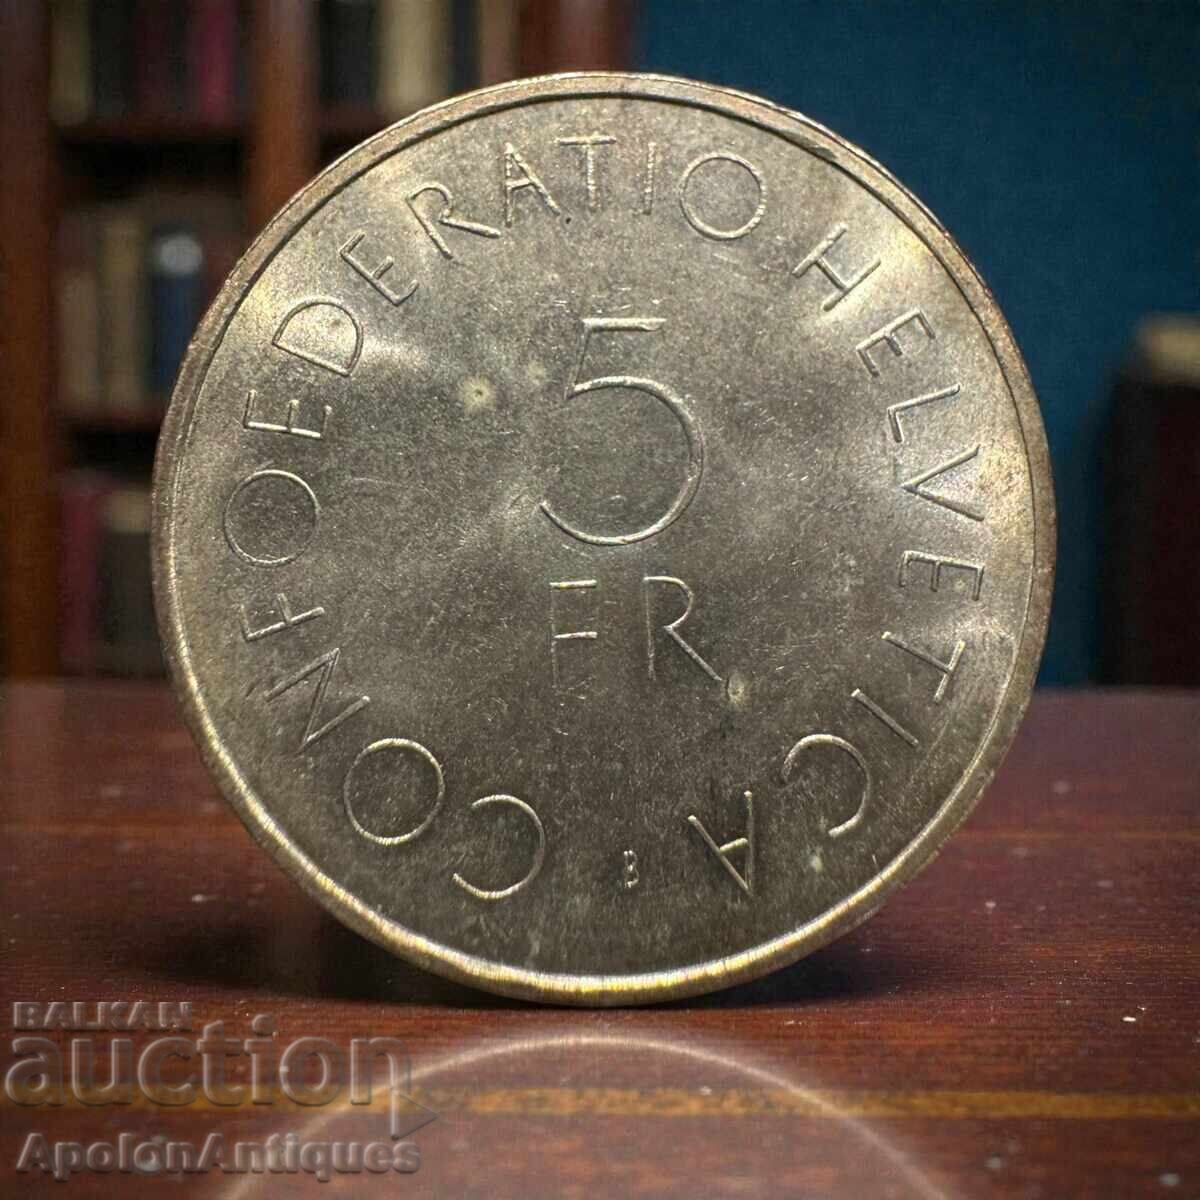 CONFOEDERATIO HELVETICA
5
FR.
B
BALKAN
auction
Apolon Antiques